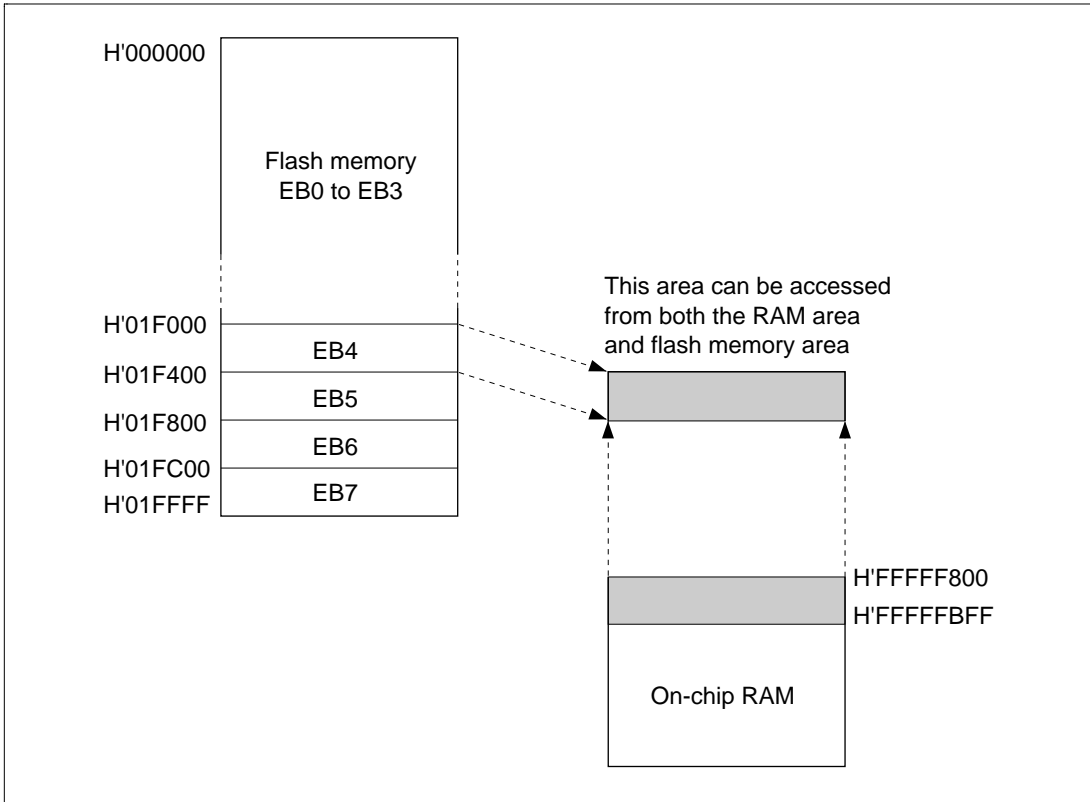 H'000000
Flash memory
EB0 to EB3
This area can be accessed
from both the RAM area
and flash memory area
H'01F000
EB4
H'01F400
EB5
H'01F800
EB6
H'01FC00
EB7
H'01FFFF
H'FFFFF800
H'FFFFFBFF
On-chip RAM